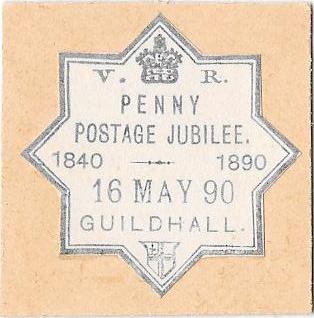 V. R.
PENNY
POSTAGE JUBILEE.
1840 1890
16 MAY 90
GUILDHALL.